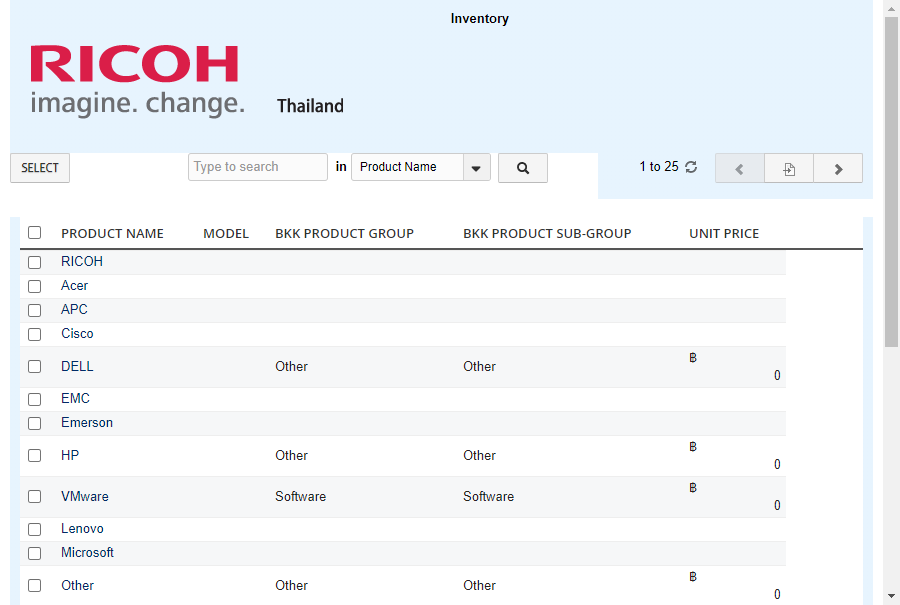 Inventory
RICOH
imagine. change.
Thailand
SELECT
Type to search
in
Product Name
1 to 25
PRODUCT NAME MODEL BKK PRODUCT GROUP BKK PRODUCT SUB-GROUP UNIT PRICE
RICOH
Acer
APC
Cisco
DELL Other Other ฿ 0
EMC
Emerson
HP Other Other ฿ 0
VMware Software Software ฿ 0
Lenovo
Microsoft
Other Other Other ฿ 0